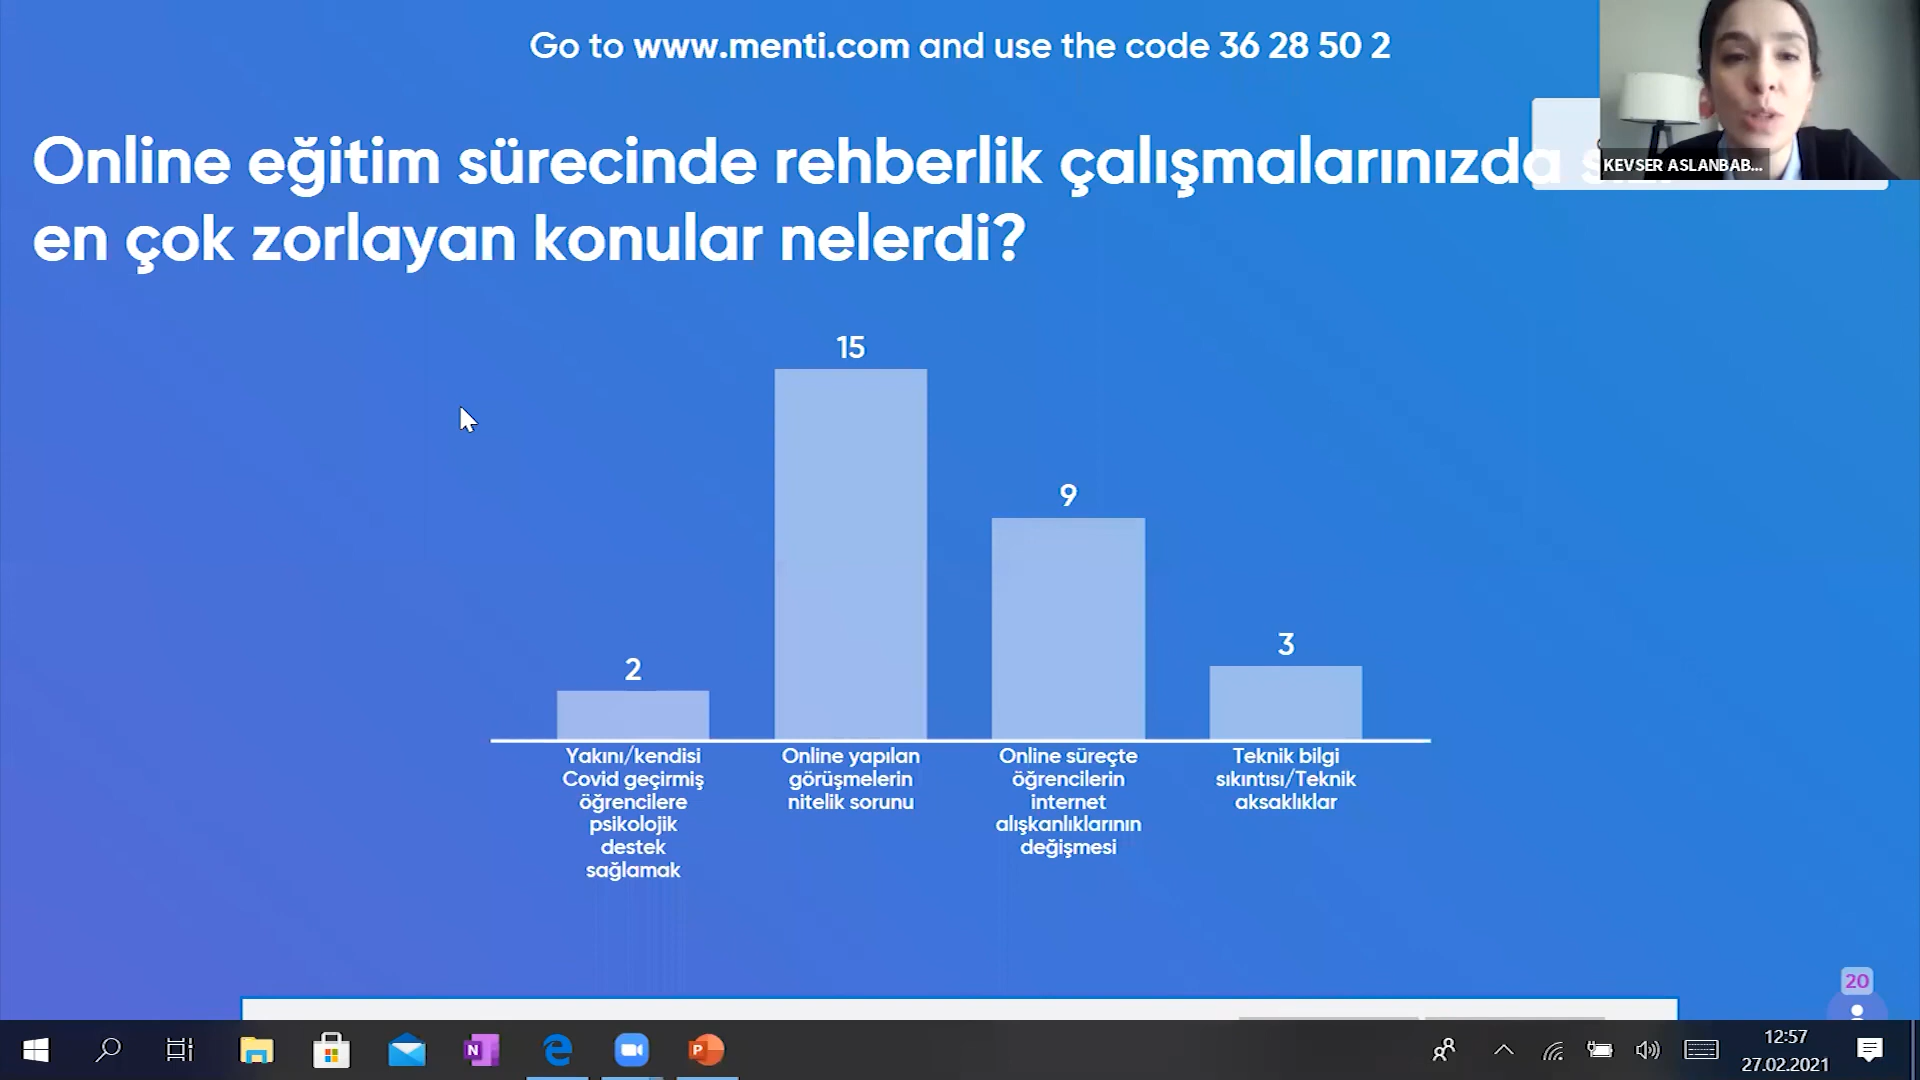 Go to www.menti.com and use the code 36 28 50 2
Online eğitim sürecinde rehberlik çalışmalarınızda
en çok zorlayan konular nelerdi?
KEVSER ASLANBAB...
15
9
3
2
Yakını/kendisi
Covid geçirmiş
öğrencilere
psikolojik
destek
sağlamak
Online yapılan
görüşmelerin
nitelik sorunu
Online süreçte
öğrencilerin
internet
alışkanlıklarının
değişmesi
Teknik bilgi
sıkıntısı/Teknik
aksaklıklar
20
12:57
27.02.2021